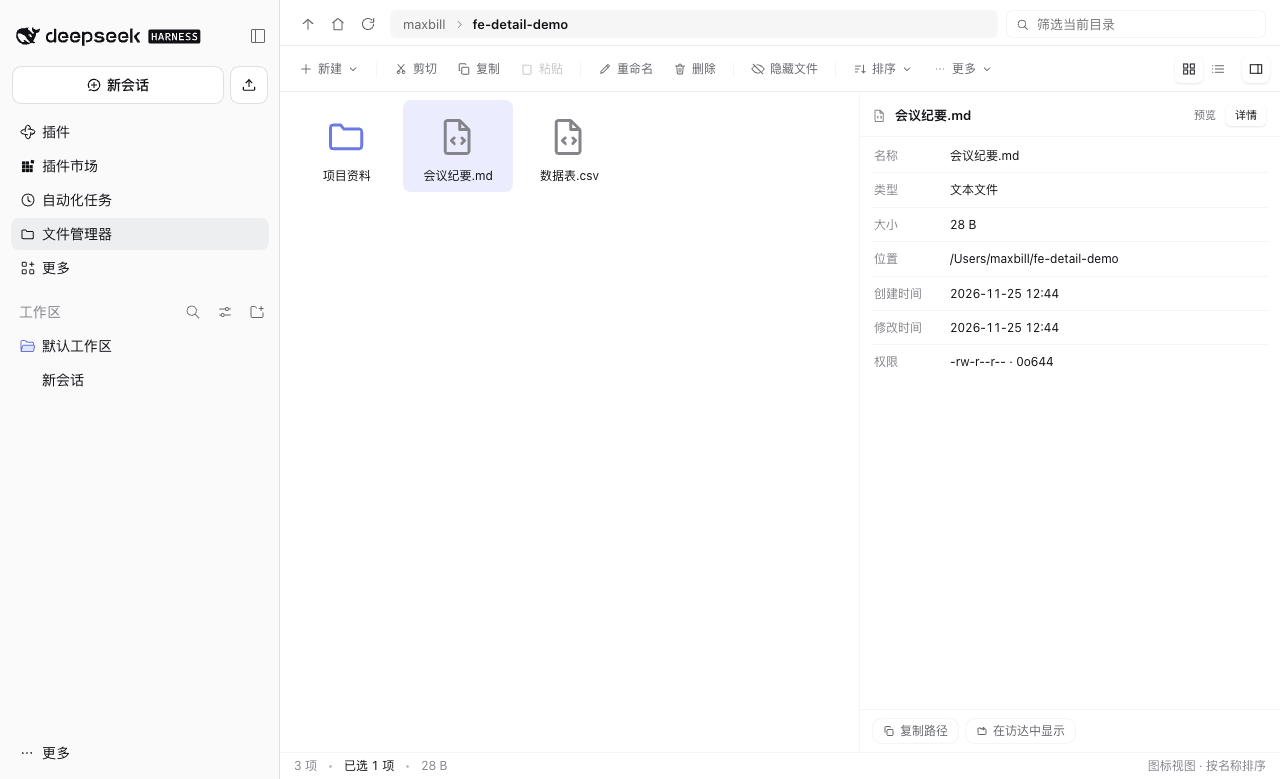 deepseek HARNESS
新会话
插件
插件市场
自动化任务
文件管理器
更多
工作区
默认工作区
新会话
更多
maxbill fe-detail-demo
筛选当前目录
新建 剪切 复制 粘贴 重命名 删除 隐藏文件 排序 更多
项目资料
会议纪要.md
数据表.csv
会议纪要.md 预览 详情
名称 会议纪要.md
类型 文本文件
大小 28 B
位置 /Users/maxbill/fe-detail-demo
创建时间 2026-11-25 12:44
修改时间 2026-11-25 12:44
权限 -rw-r--r-- · 0o644
复制路径 在访达中显示
3 项 • 已选 1 项 • 28 B
图标视图 · 按名称排序